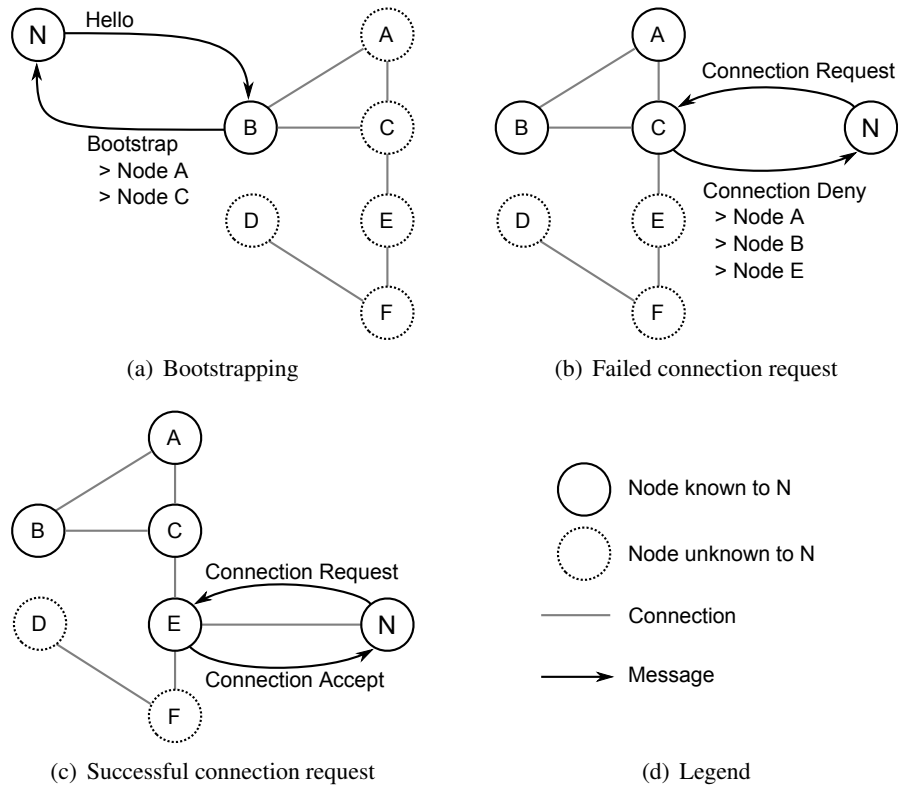 N
Hello
A
B
C
Bootstrap
> Node A
> Node C
D
E
F
(a) Bootstrapping
A
Connection Request
B
C
N
Connection Deny
> Node A
> Node B
> Node E
D
E
F
(b) Failed connection request
A
B
C
Connection Request
D
E
N
Connection Accept
F
(c) Successful connection request
Node known to N
Node unknown to N
Connection
Message
(d) Legend